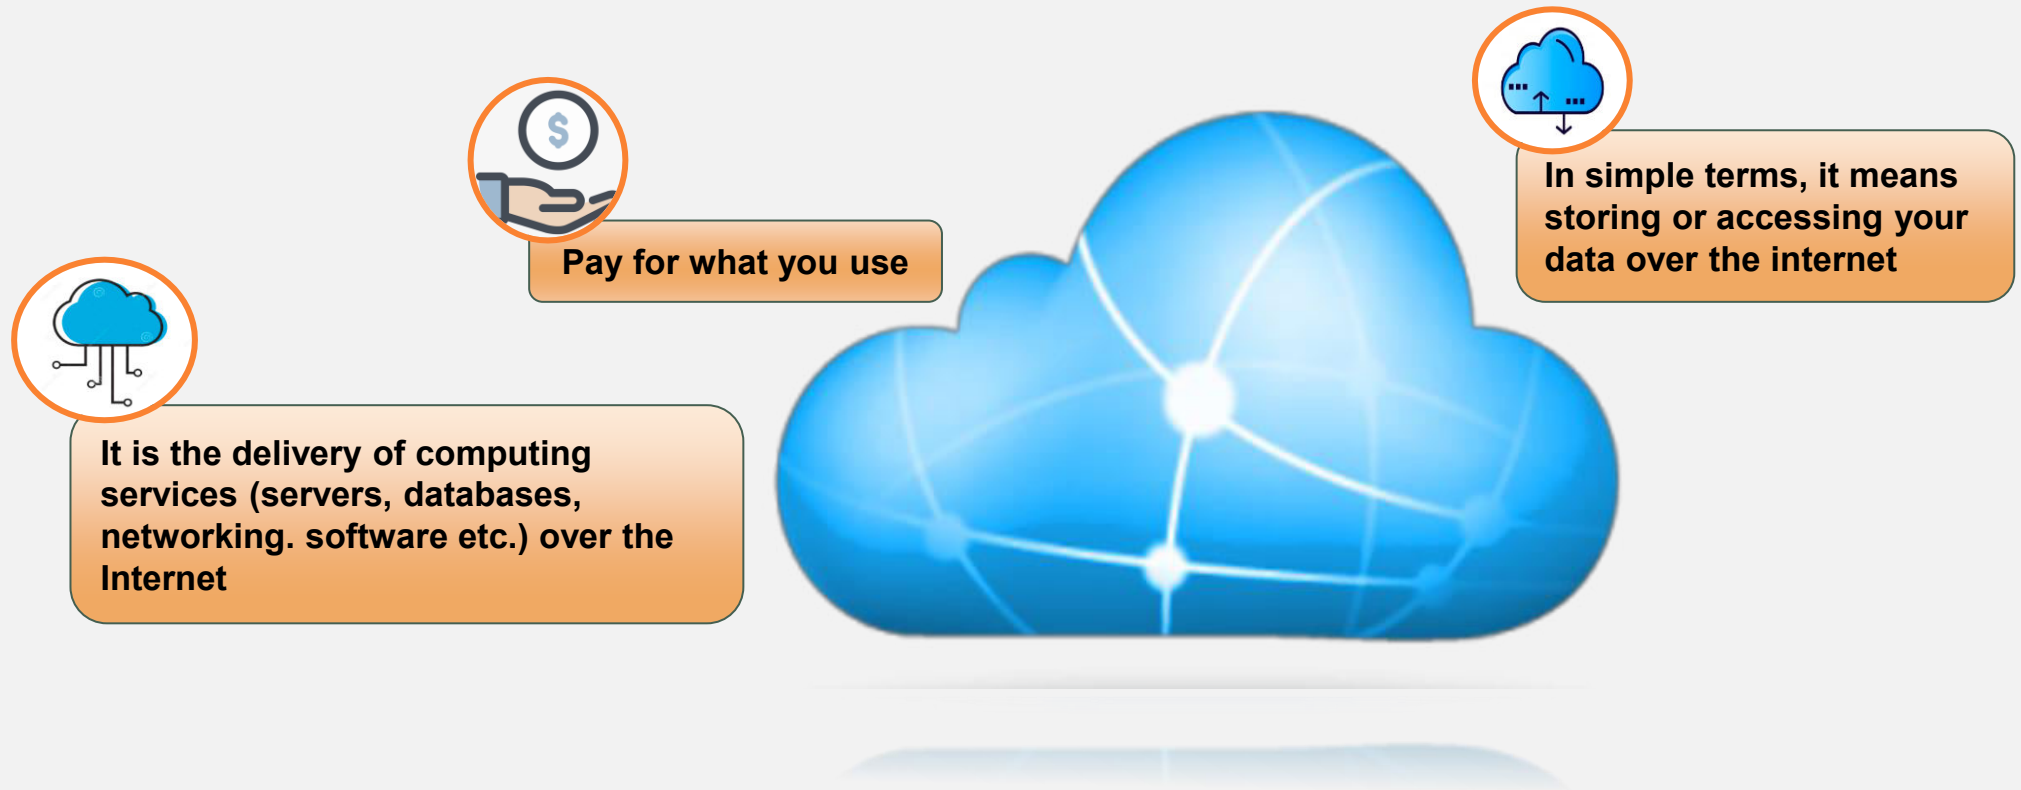 It is the delivery of computing
services (servers, databases,
networking. software etc.) over the
Internet
$
Pay for what you use
In simple terms, it means
storing or accessing your
data over the internet